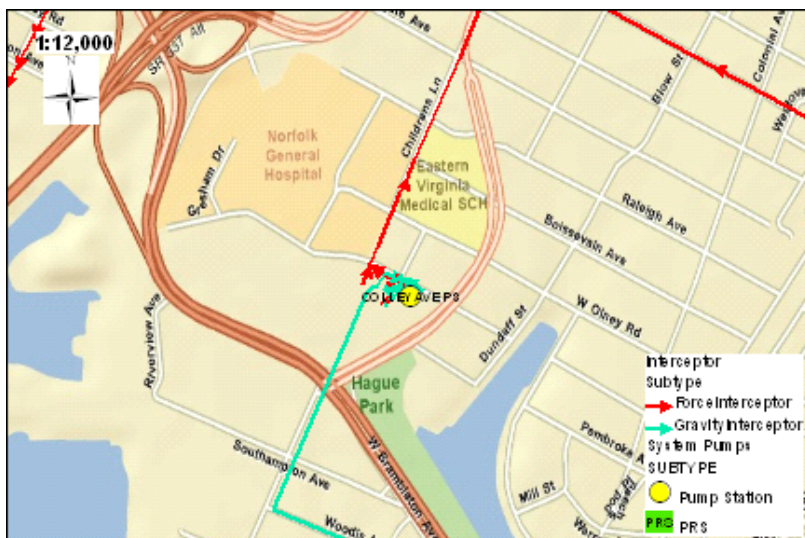 1:12,000
N
SR 337 Alt
Childrens Ln
Blow St
Colonial Ave
Norfolk
General
Hospital
Gresham Dr
Eastern
Virginia
Medical SCH
Raleigh Ave
Boissevain Ave
COLLEY AVE PS
W Olney Rd
Dundaff St
Riverview Ave
Hague
Park
Southampton Ave
W Brambleton Ave
Woodis
Pembroke A
Mill St
Interceptor
Subtype
Force Interceptor
Gravity Interceptor
System Pumps
SUBTYPE
Pump Station
PRS PRS